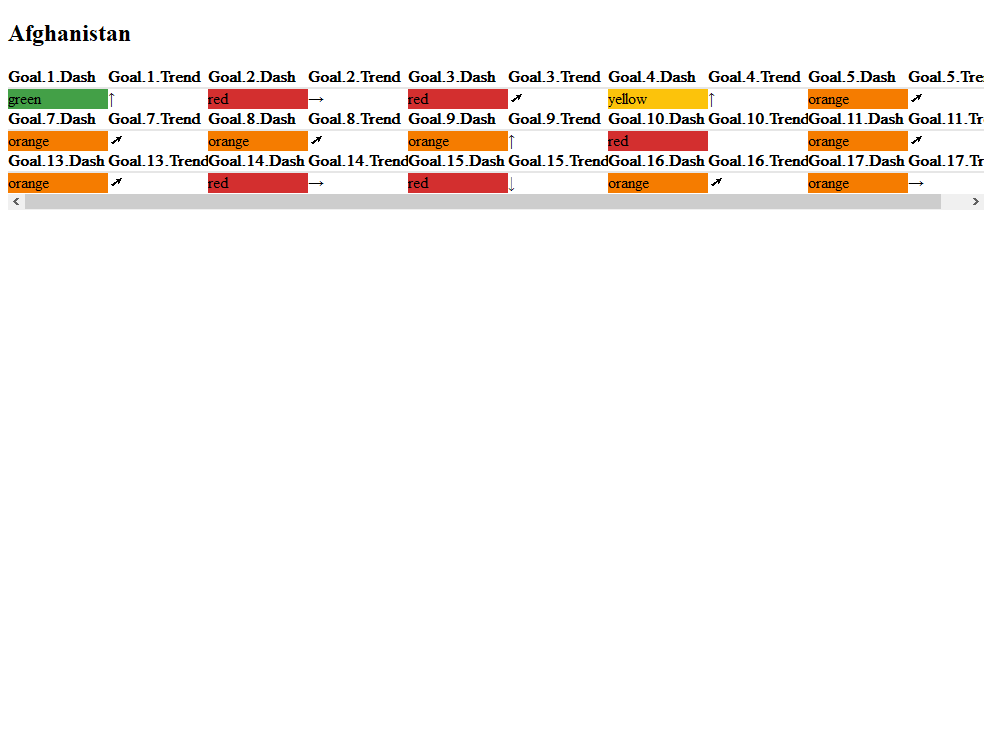 Afghanistan
Goal.1.Dash Goal.1.Trend Goal.2.Dash Goal.2.Trend Goal.3.Dash Goal.3.Trend Goal.4.Dash Goal.4.Trend Goal.5.Dash Goal.5.Tre
green ↑ red → red ➚ yellow ↑ orange ➚
Goal.7.Dash Goal.7.Trend Goal.8.Dash Goal.8.Trend Goal.9.Dash Goal.9.Trend Goal.10.Dash Goal.10.Trend Goal.11.Dash Goal.11.Tr
orange ➚ orange ➚ orange ↑ red orange ➚
Goal.13.Dash Goal.13.Trend Goal.14.Dash Goal.14.Trend Goal.15.Dash Goal.15.Trend Goal.16.Dash Goal.16.Trend Goal.17.Dash Goal.17.T
orange ➚ red → red ↓ orange ➚ orange →